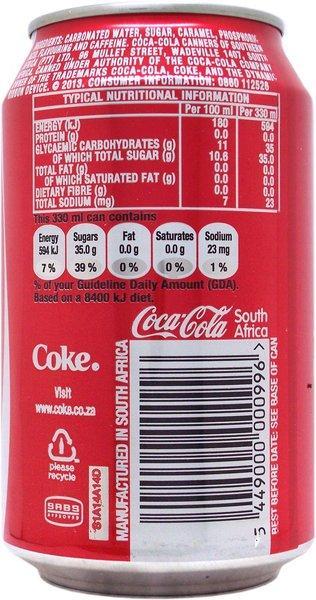 INGREDIENTS: CARBONATED WATER, SUGAR, CARAMEL, PHOSPHORIC
FLAVOURING AND CAFFEINE. COCA-COLA CANNERS OF SOUTHERN
AFRICA (PTY) LTD, 96 MULLET STREET, WADEVILLE 1407, SOUTH
AFRICA. CANNED UNDER AUTHORITY OF THE COCA-COLA COMPANY
OWNER OF THE TRADEMARKS COCA-COLA, COKE, AND THE DYNAMIC
RIBBON DEVICE. © 2013. CONSUMER INFORMATION: 0860 112526
TYPICAL NUTRITIONAL INFORMATION
Per 100 ml Per 330 ml
ENERGY (kJ) 180 594
PROTEIN (g) 0.0 0.0
GLYCAEMIC CARBOHYDRATES (g) 11 35
OF WHICH TOTAL SUGAR (g) 10.6 35.0
TOTAL FAT (g) 0.0 0.0
OF WHICH SATURATED FAT (g) 0.0 0.0
DIETARY FIBRE (g) 0.0 0.0
TOTAL SODIUM (mg) 7 23
This 330 ml can contains
Energy Sugars Fat Saturates Sodium
594 kJ 35.0 g 0.0 g 0.0 g 23 mg
7 % 39 % 0 % 0 % 1 %
% of your Guideline Daily Amount (GDA).
Based on a 8400 kJ diet.
Coca-Cola South
Africa
Coke.
Visit
www.coke.co.za
please
recycle
SABS
APPROVED
S1A15A14D
MANUFACTURED IN SOUTH AFRICA
5 449000 000996 >
BEST BEFORE DATE: SEE BASE OF CAN